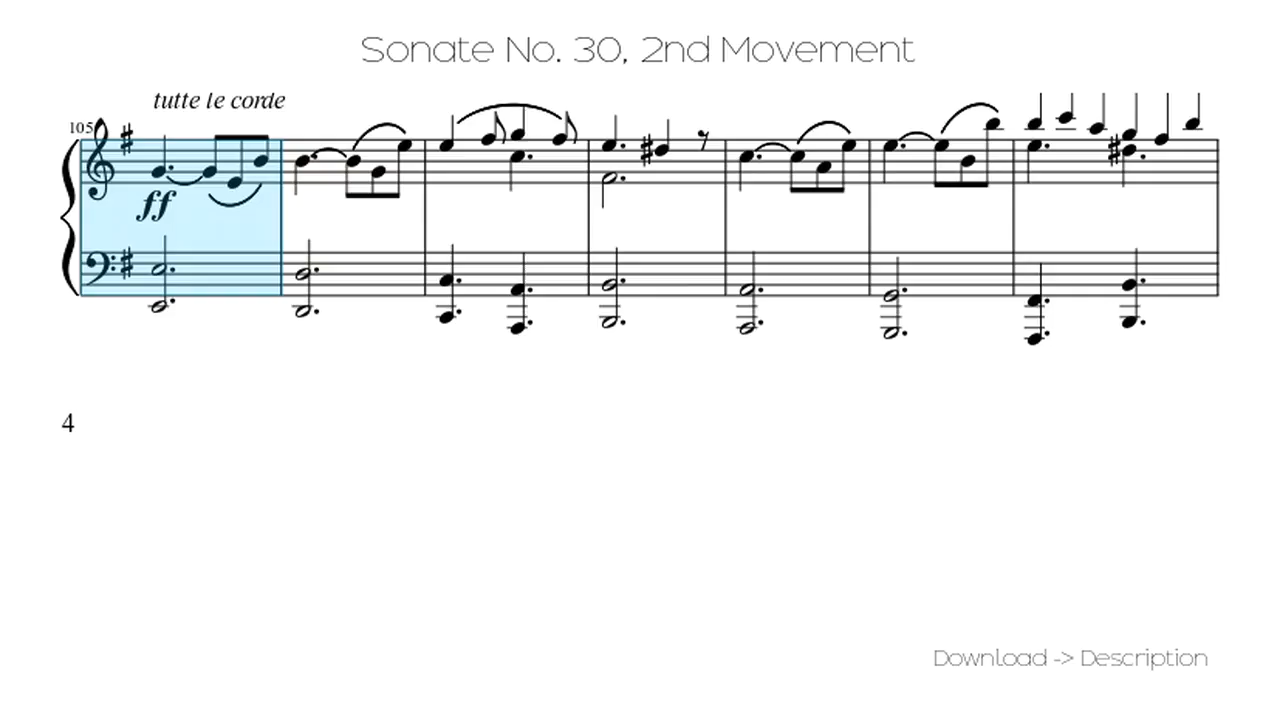 Sonate No. 30, 2nd Movement
tutte le corde
105
ff
4
Download -> Description